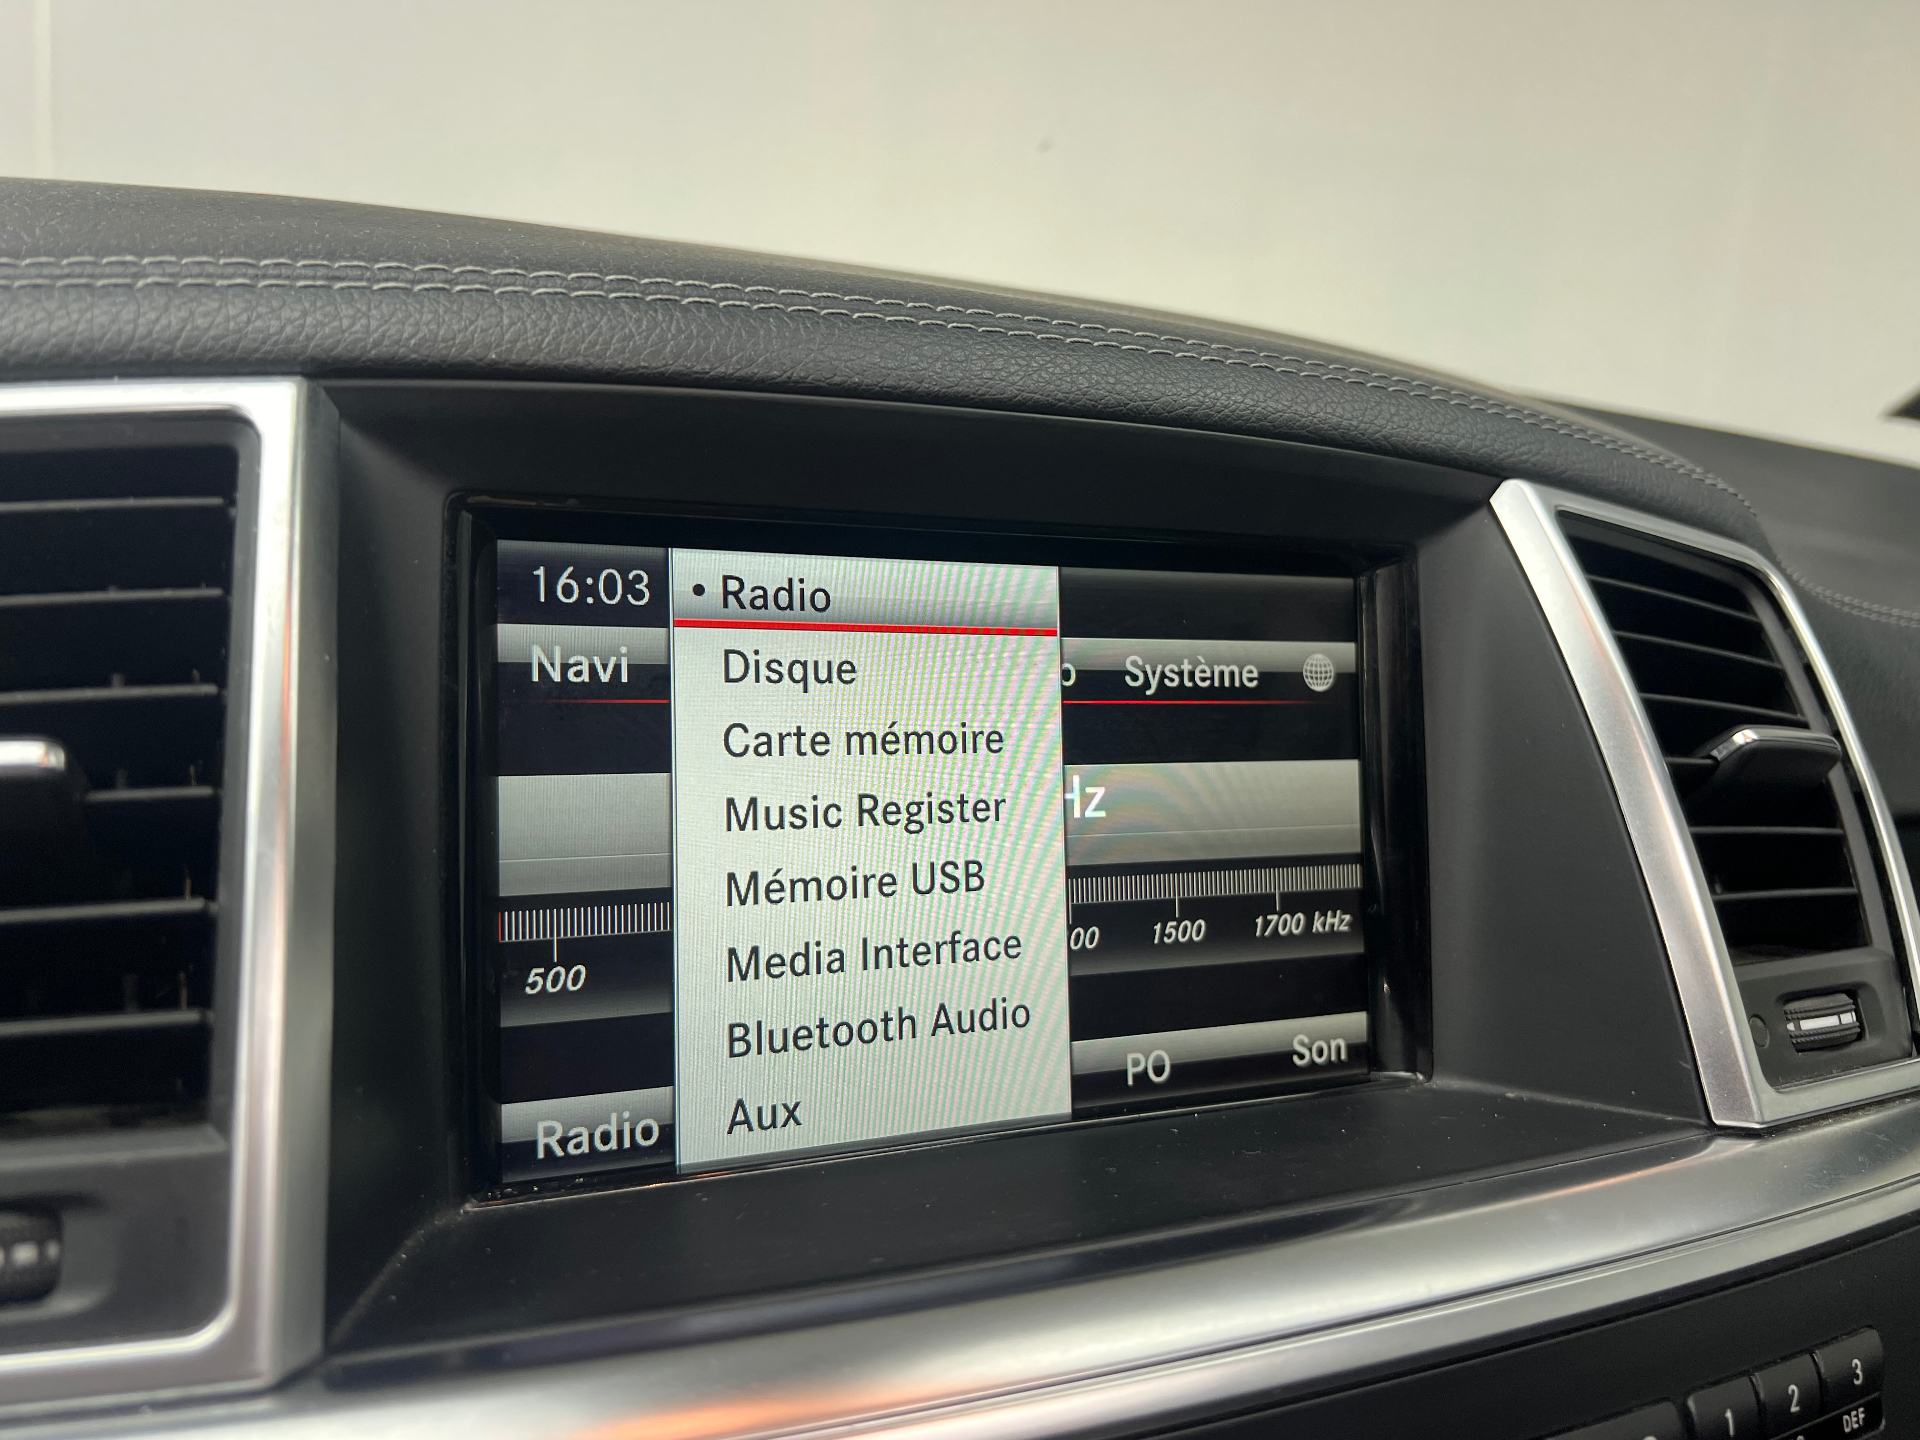 16:03
• Radio
Navi
Disque
Système
Carte mémoire
Music Register
Hz
Mémoire USB
500
1500
1700 kHz
Media Interface
Bluetooth Audio
PO
Son
Radio
Aux
1
2
3
DEF